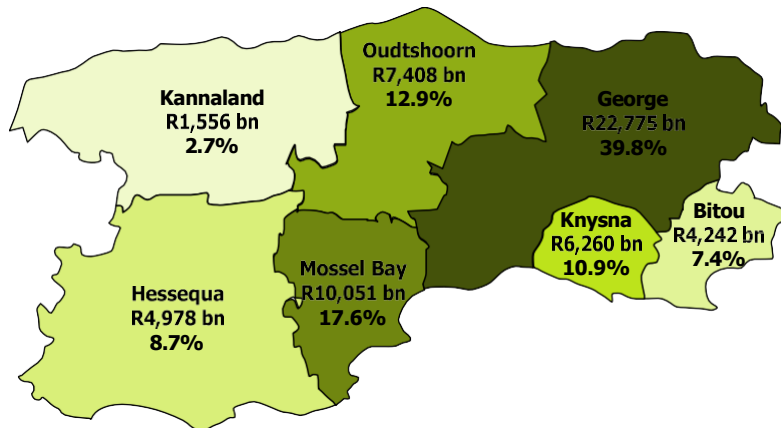 Oudtshoorn
R7,408 bn
12.9%
Kannaland
R1,556 bn
2.7%
George
R22,775 bn
39.8%
Knysna
R6,260 bn
10.9%
Bitou
R4,242 bn
7.4%
Mossel Bay
R10,051 bn
17.6%
Hessequa
R4,978 bn
8.7%